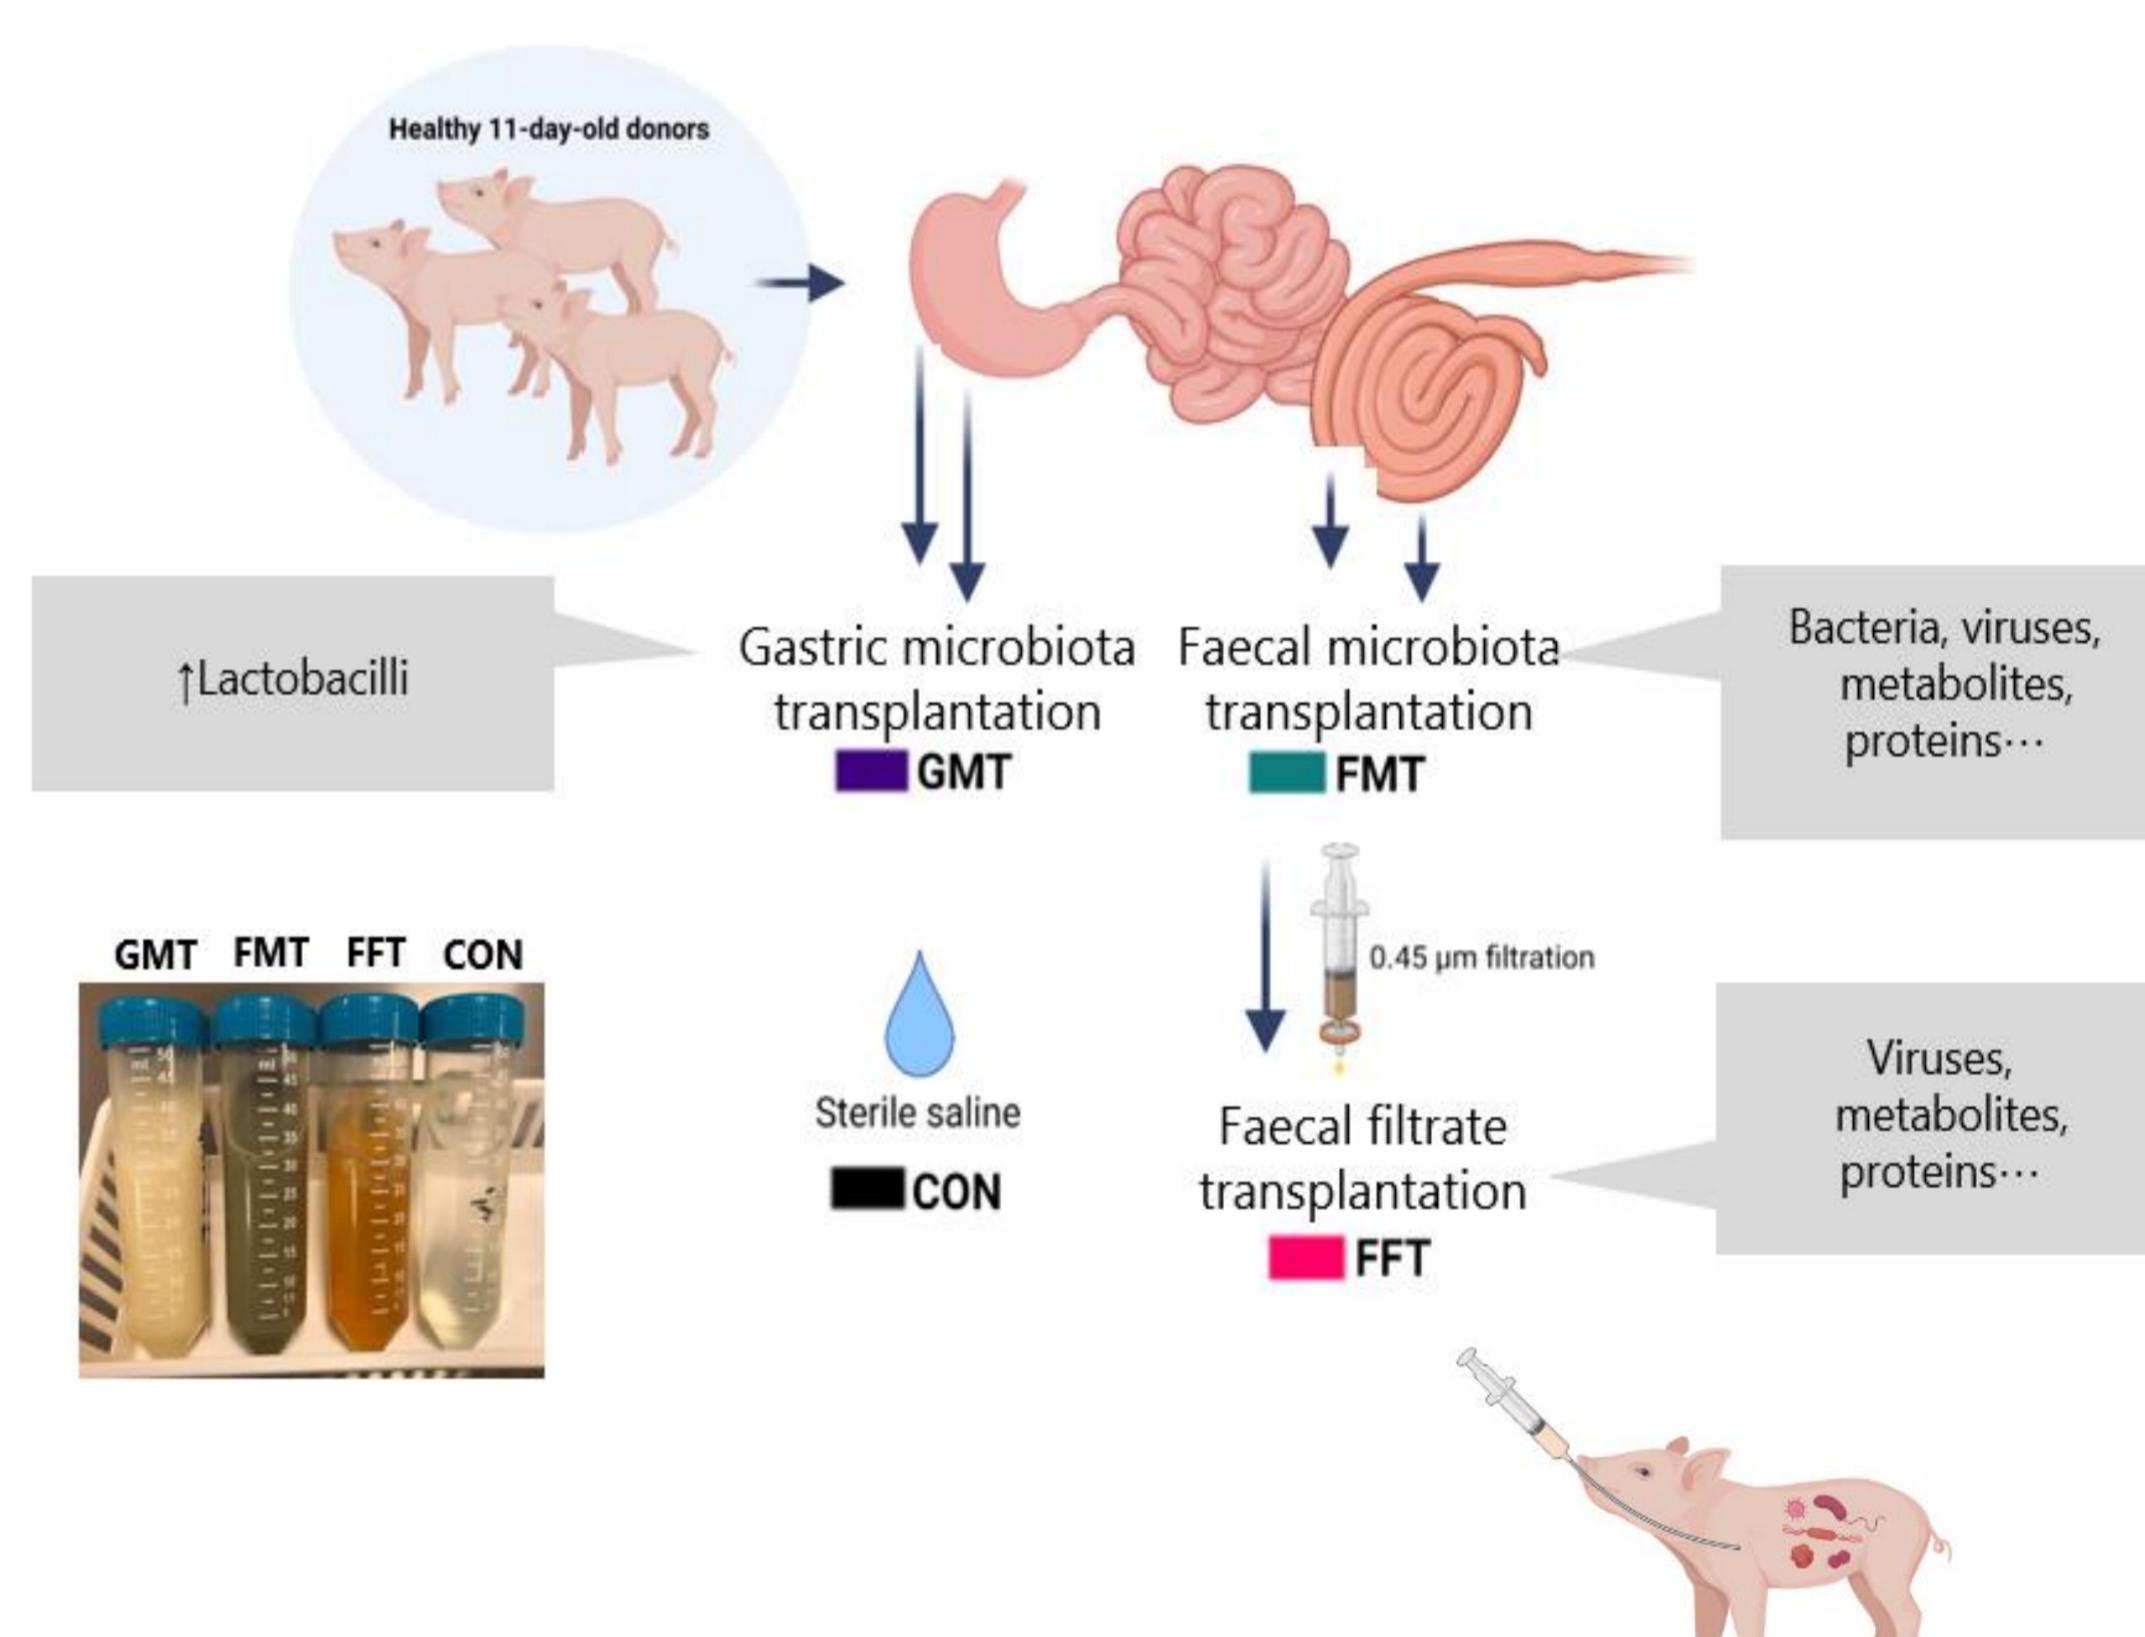 Healthy 11-day-old donors
↑Lactobacilli
Gastric microbiota
transplantation
GMT
Faecal microbiota
transplantation
FMT
Bacteria, viruses,
metabolites,
proteins⋯
GMT FMT FFT CON
Sterile saline
CON
0.45 µm filtration
Faecal filtrate
transplantation
FFT
Viruses,
metabolites,
proteins⋯